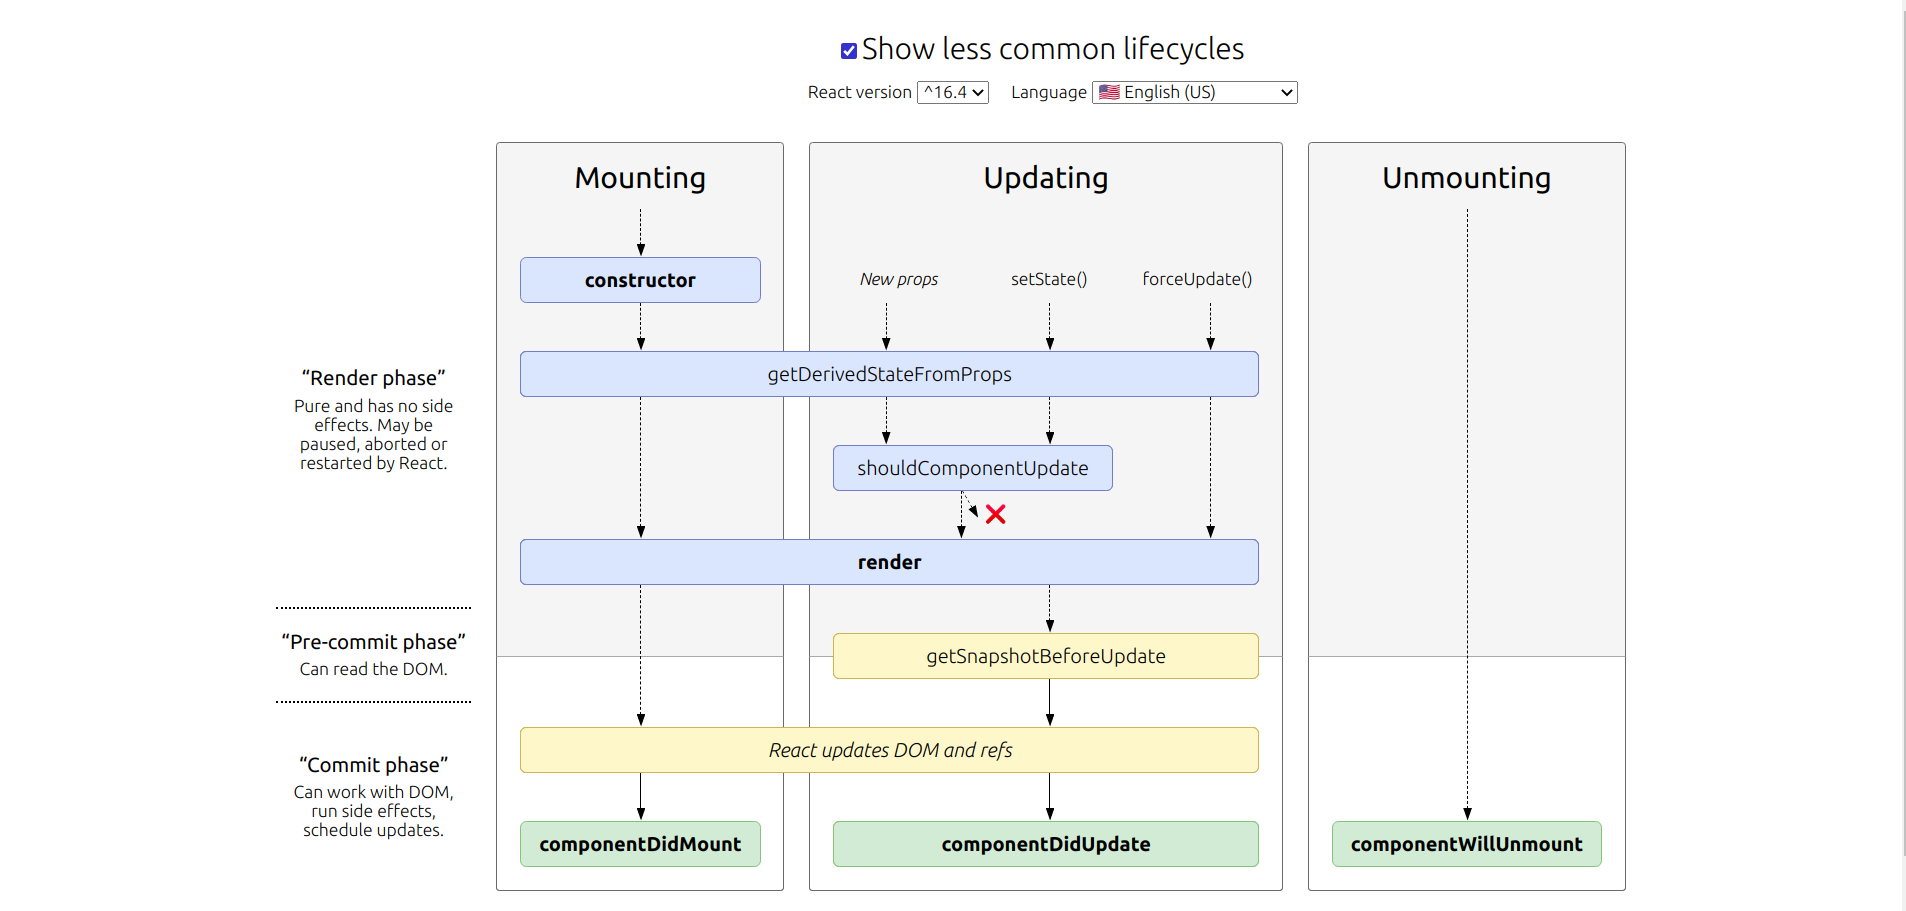 Show less common lifecycles
React version ^16.4 Language English (US)
Mounting
Updating
Unmounting
constructor
New props
setState()
forceUpdate()
getDerivedStateFromProps
shouldComponentUpdate
render
getSnapshotBeforeUpdate
React updates DOM and refs
componentDidMount
componentDidUpdate
componentWillUnmount
“Render phase”
Pure and has no side
effects. May be
paused, aborted or
restarted by React.
“Pre-commit phase”
Can read the DOM.
“Commit phase”
Can work with DOM,
run side effects,
schedule updates.